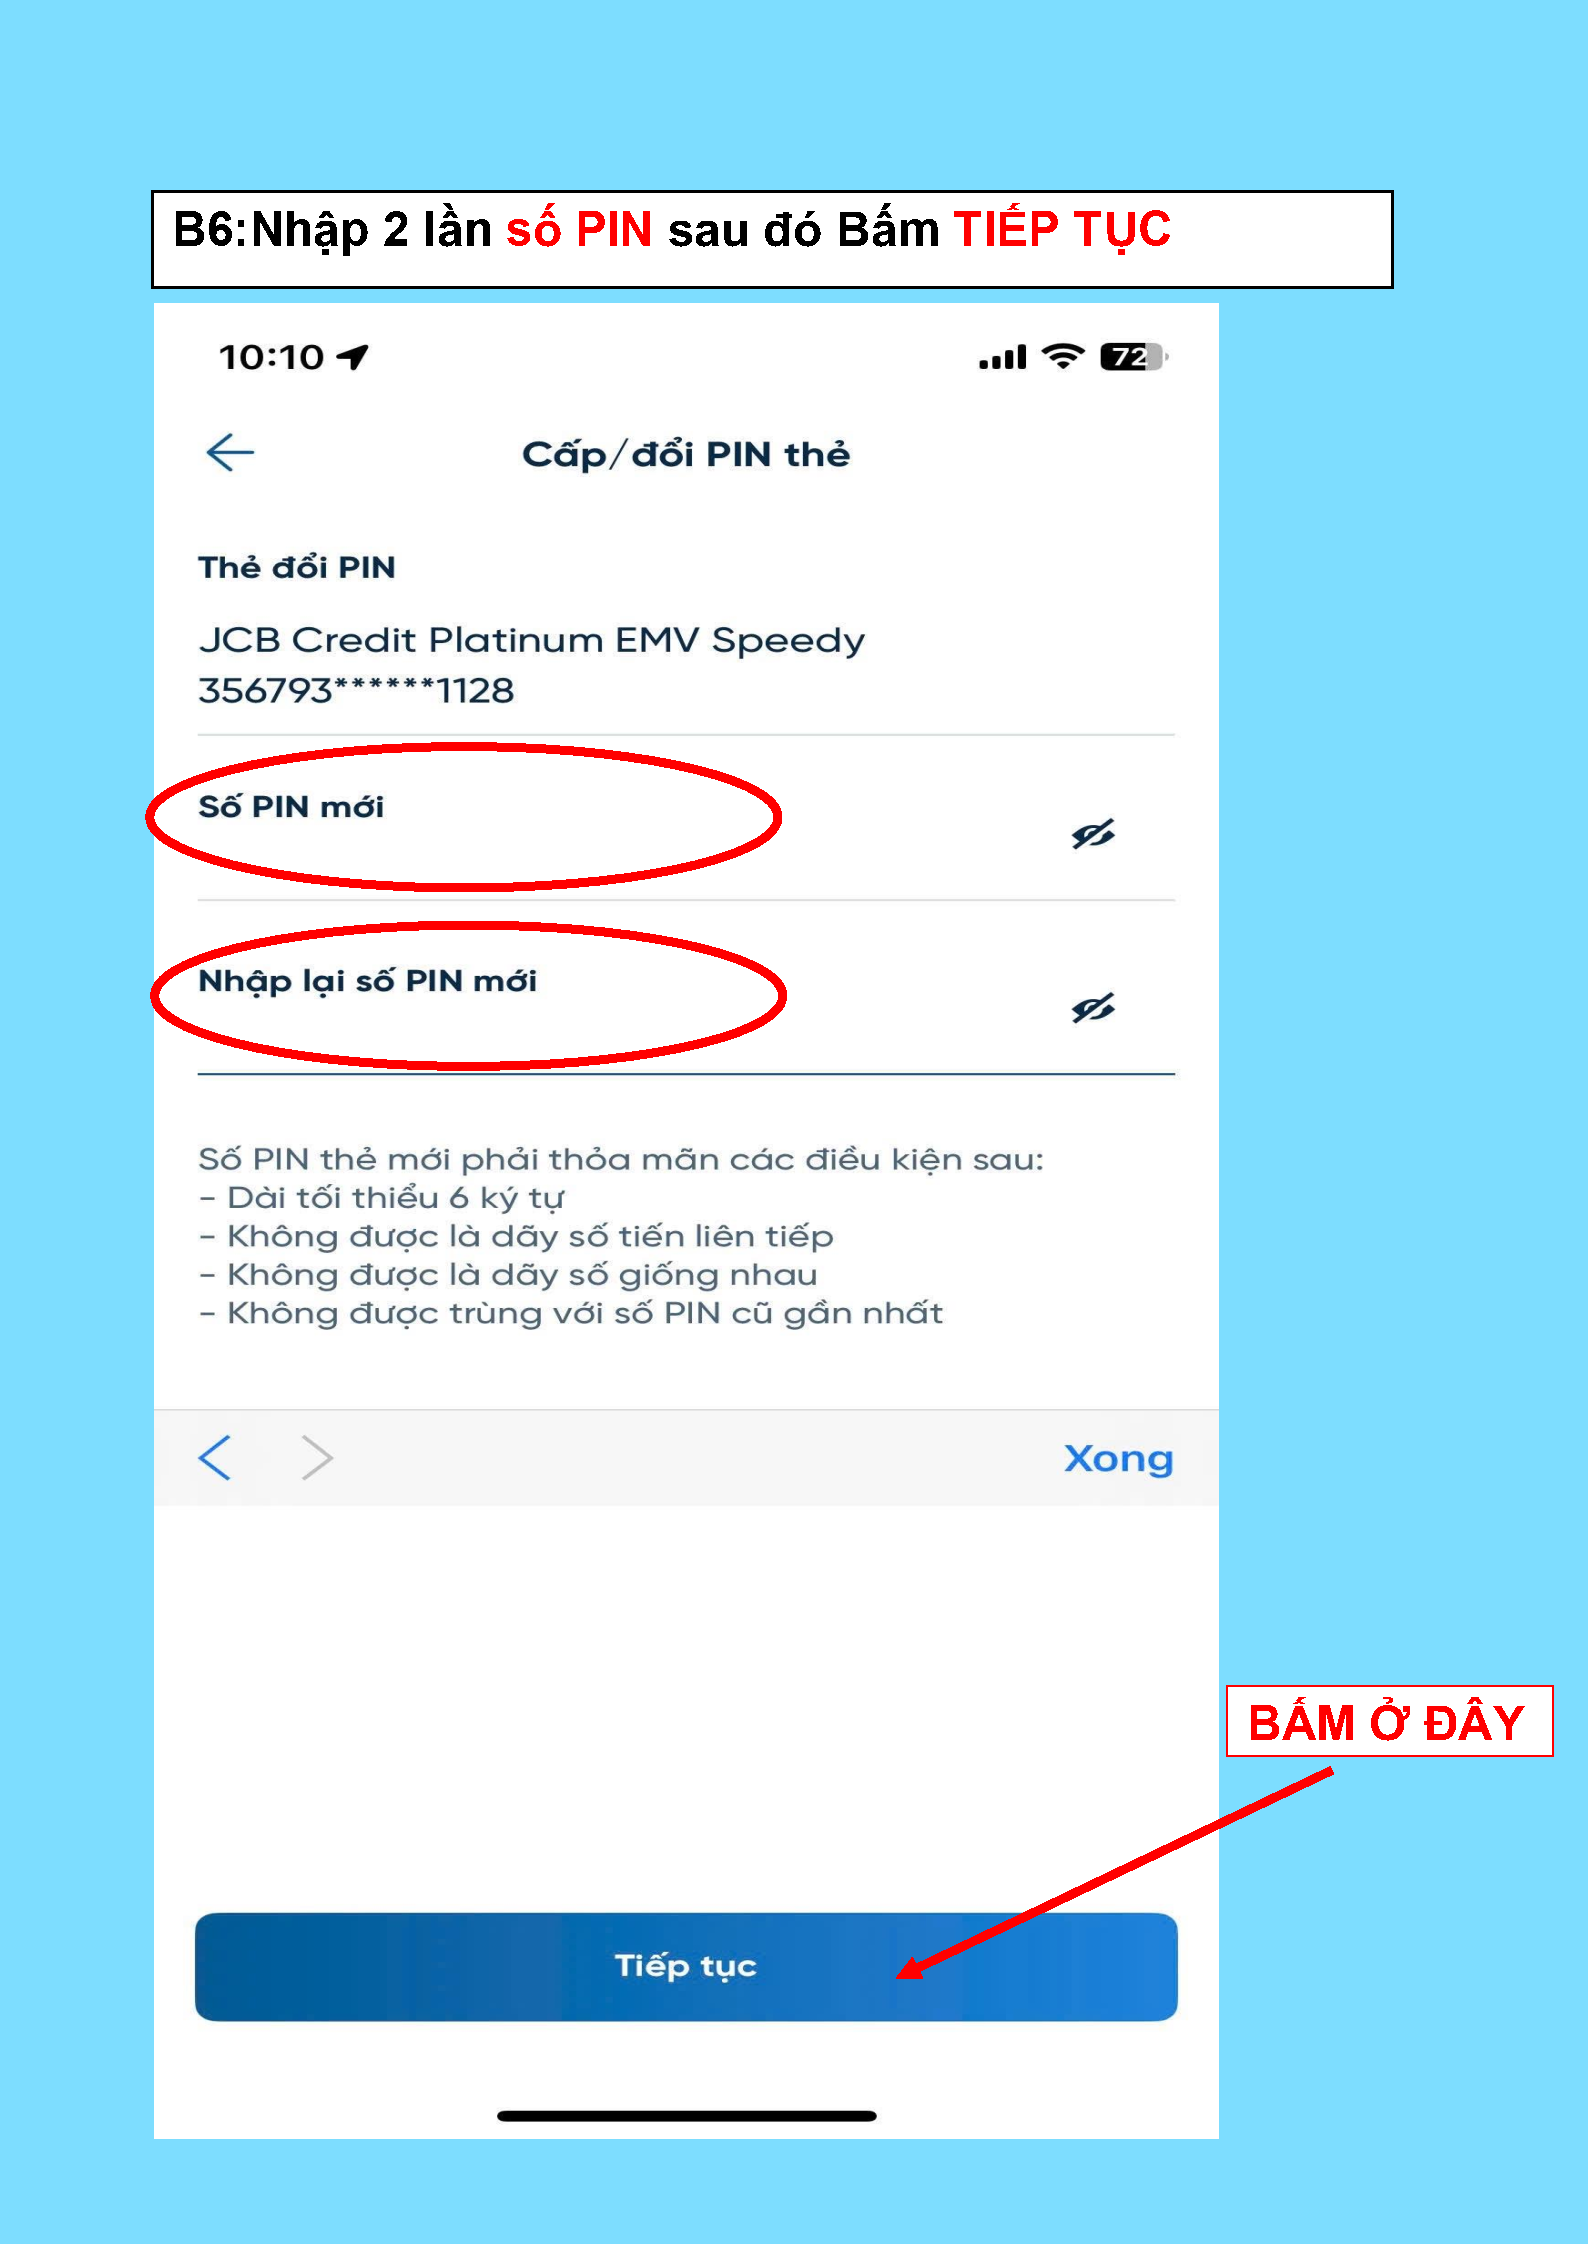 B6:Nhập 2 lần số PIN sau đó Bấm TIẾP TỤC
10:10
72
Cấp/đổi PIN thẻ
Thẻ đổi PIN
JCB Credit Platinum EMV Speedy
356793******1128
Số PIN mới
Nhập lại số PIN mới
Số PIN thẻ mới phải thỏa mãn các điều kiện sau:
- Dài tối thiểu 6 ký tự
- Không được là dãy số tiến liên tiếp
- Không được là dãy số giống nhau
- Không được trùng với số PIN cũ gần nhất
Xong
BẤM Ở ĐÂY
Tiếp tục